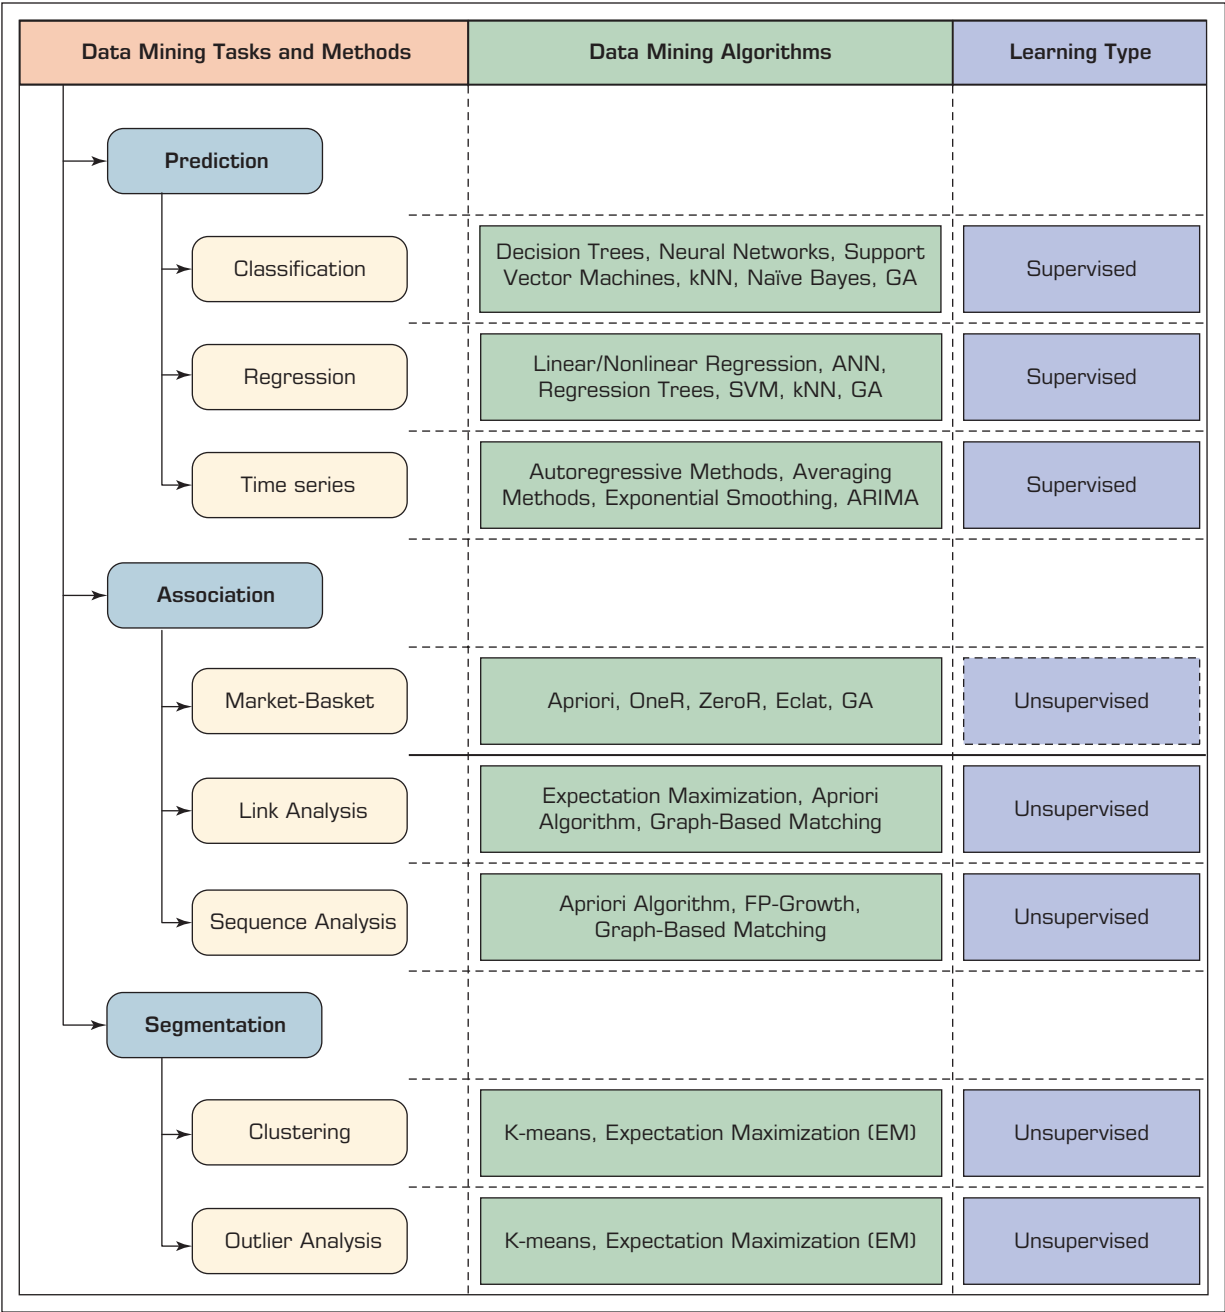 Data Mining Tasks and Methods
Data Mining Algorithms
Learning Type
Prediction
Classification
Decision Trees, Neural Networks, Support
Vector Machines, kNN, Naïve Bayes, GA
Supervised
Regression
Linear/Nonlinear Regression, ANN,
Regression Trees, SVM, kNN, GA
Supervised
Time series
Autoregressive Methods, Averaging
Methods, Exponential Smoothing, ARIMA
Supervised
Association
Market-Basket
Apriori, OneR, ZeroR, Eclat, GA
Unsupervised
Link Analysis
Expectation Maximization, Apriori
Algorithm, Graph-Based Matching
Unsupervised
Sequence Analysis
Apriori Algorithm, FP-Growth,
Graph-Based Matching
Unsupervised
Segmentation
Clustering
K-means, Expectation Maximization (EM)
Unsupervised
Outlier Analysis
K-means, Expectation Maximization (EM)
Unsupervised